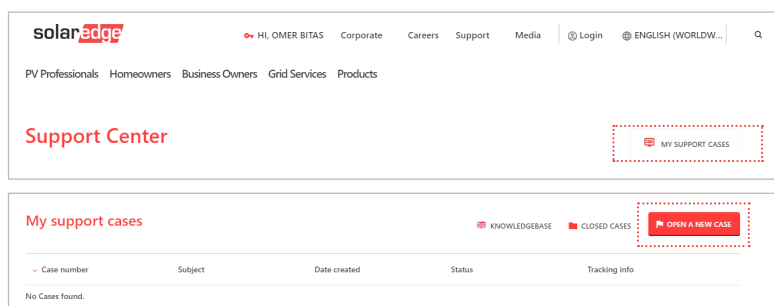 solaredge HI, OMER BITAS Corporate Careers Support Media Login ENGLISH (WORLDW...
PV Professionals Homeowners Business Owners Grid Services Products
Support Center MY SUPPORT CASES
My support cases KNOWLEDGEBASE CLOSED CASES OPEN A NEW CASE
Case number Subject Date created Status Tracking info
No Cases found.